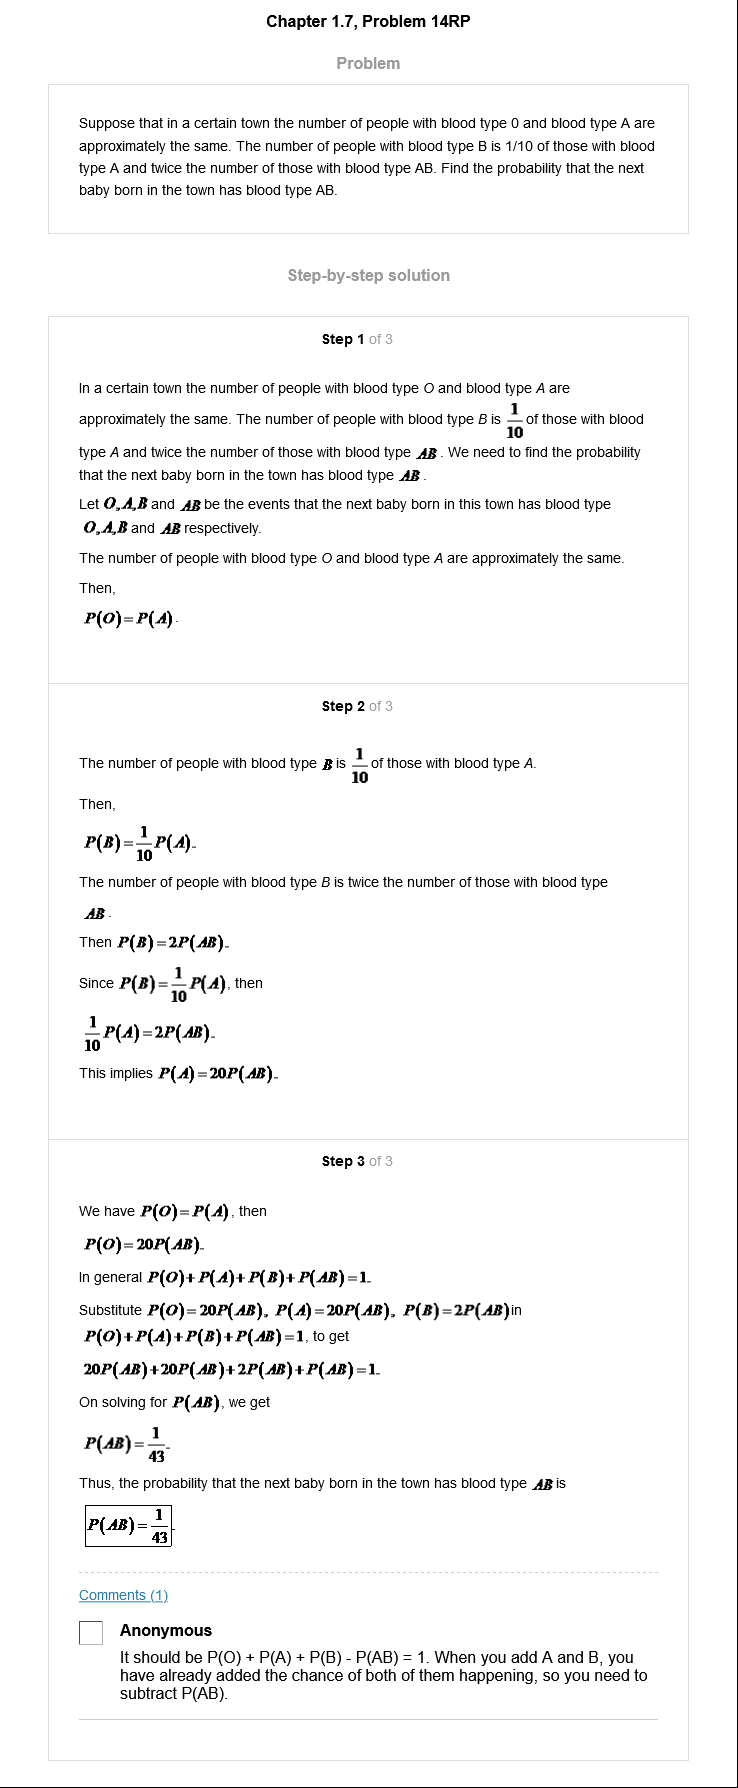 Chapter 1.7, Problem 14RP
Problem
Suppose that in a certain town the number of people with blood type 0 and blood type A are
approximately the same. The number of people with blood type B is 1/10 of those with blood
type A and twice the number of those with blood type AB. Find the probability that the next
baby born in the town has blood type AB.
Step-by-step solution
Step 1 of 3
In a certain town the number of people with blood type O and blood type A are
approximately the same. The number of people with blood type B is 1/10 of those with blood
type A and twice the number of those with blood type AB. We need to find the probability
that the next baby born in the town has blood type AB.
Let O,A,B and AB be the events that the next baby born in this town has blood type
O,A,B and AB respectively.
The number of people with blood type O and blood type A are approximately the same.
Then,
P(O)=P(A).
Step 2 of 3
The number of people with blood type B is 1/10 of those with blood type A.
Then,
P(B)=1/10 P(A).
The number of people with blood type B is twice the number of those with blood type
AB.
Then P(B)=2P(AB).
Since P(B)=1/10 P(A), then
1/10 P(A)=2P(AB).
This implies P(A)=20P(AB).
Step 3 of 3
We have P(O)=P(A), then
P(O)=20P(AB).
In general P(O)+P(A)+P(B)+P(AB)=1.
Substitute P(O)=20P(AB), P(A)=20P(AB), P(B)=2P(AB)in
P(O)+P(A)+P(B)+P(AB)=1, to get
20P(AB)+20P(AB)+2P(AB)+P(AB)=1.
On solving for P(AB), we get
P(AB)=1/43.
Thus, the probability that the next baby born in the town has blood type AB is
P(AB)=1/43.
Comments (1)
Anonymous
It should be P(O) + P(A) + P(B) - P(AB) = 1. When you add A and B, you
have already added the chance of both of them happening, so you need to
subtract P(AB).